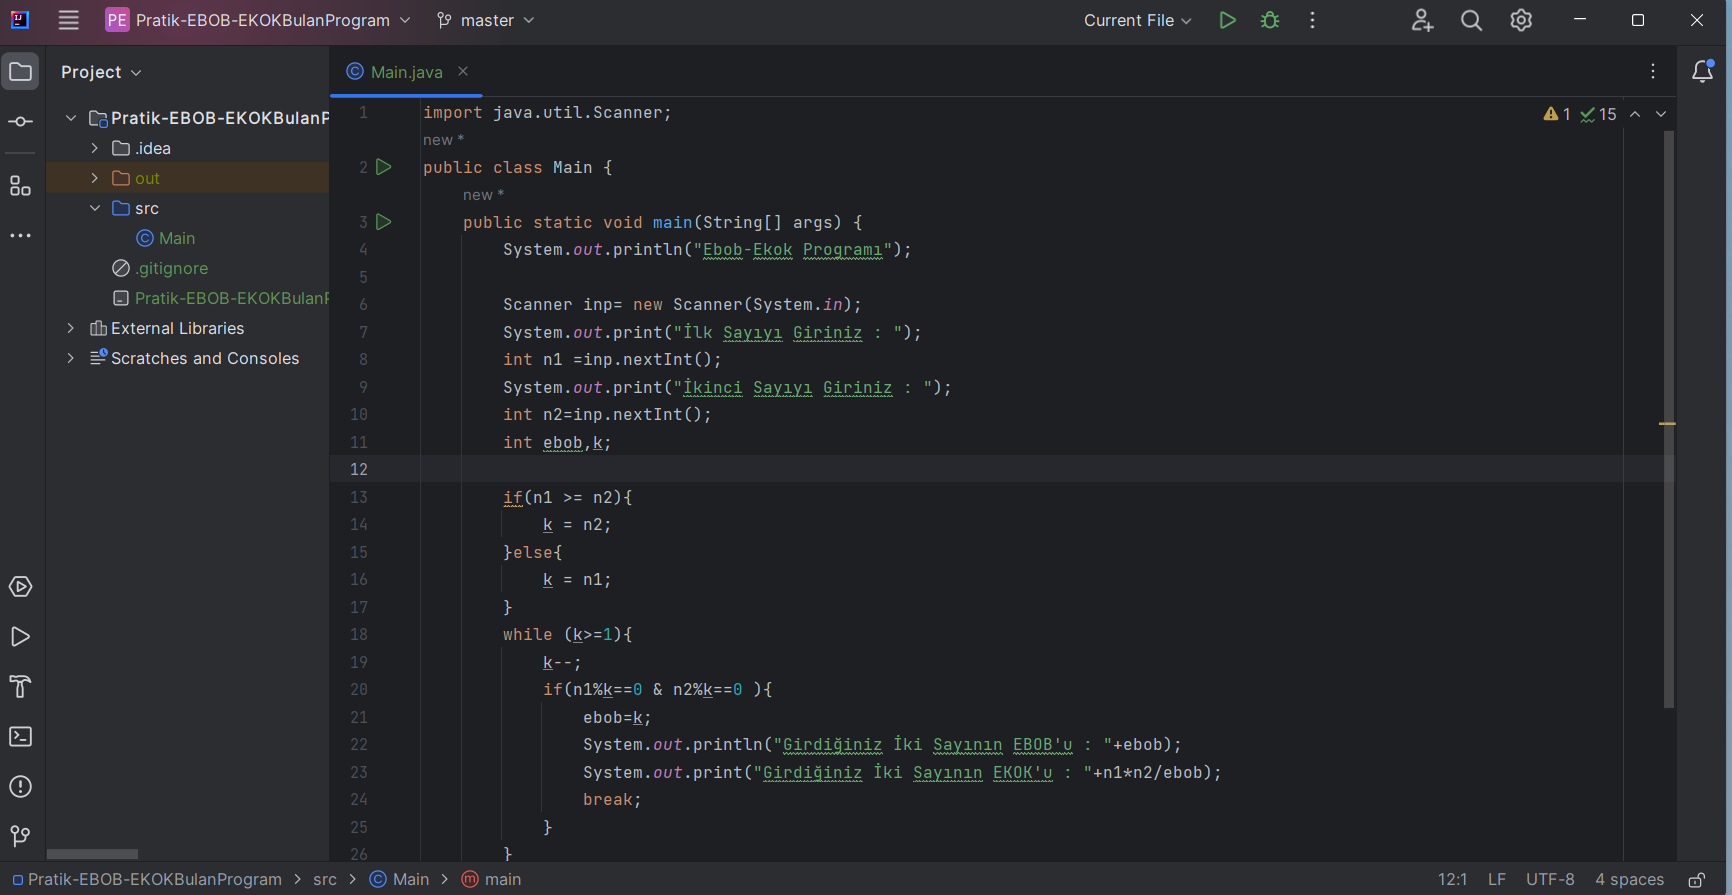 PE Pratik-EBOB-EKOKBulanProgram master Current File
Project
Main.java
Pratik-EBOB-EKOKBulanP
.idea
out
src
Main
.gitignore
Pratik-EBOB-EKOKBulanP
External Libraries
Scratches and Consoles
1 15
1 import java.util.Scanner;
new *
2 public class Main {
new *
3 public static void main(String[] args) {
4 System.out.println("Ebob-Ekok Programı");
5
6 Scanner inp= new Scanner(System.in);
7 System.out.print("İlk Sayıyı Giriniz : ");
8 int n1 =inp.nextInt();
9 System.out.print("İkinci Sayıyı Giriniz : ");
10 int n2=inp.nextInt();
11 int ebob,k;
12
13 if(n1 >= n2){
14 k = n2;
15 }else{
16 k = n1;
17 }
18 while (k>=1){
19 k--;
20 if(n1%k==0 & n2%k==0 ){
21 ebob=k;
22 System.out.println("Girdiğiniz İki Sayının EBOB'u : "+ebob);
23 System.out.print("Girdiğiniz İki Sayının EKOK'u : "+n1*n2/ebob);
24 break;
25 }
26 }
Pratik-EBOB-EKOKBulanProgram > src > Main > main 12:1 LF UTF-8 4 spaces